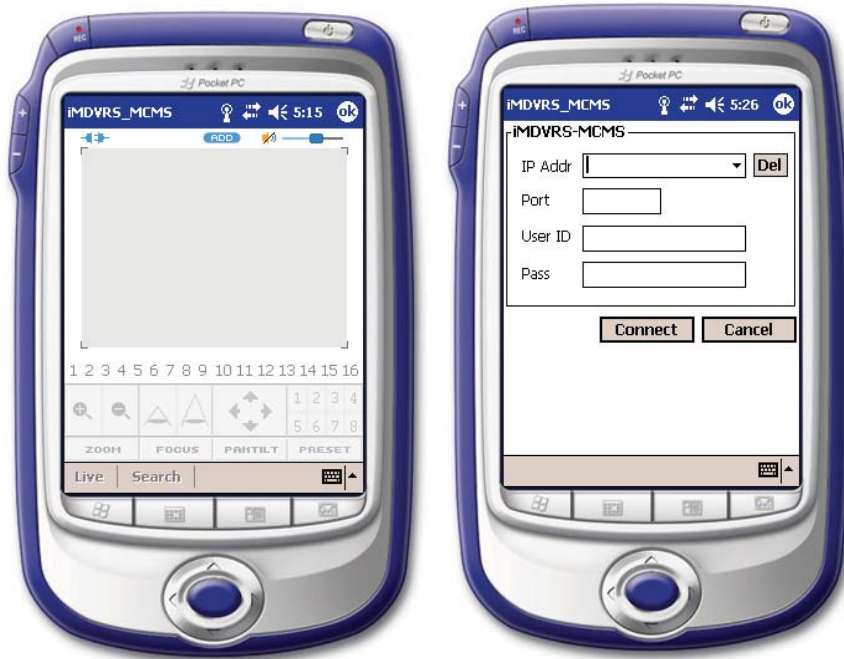 REC
Pocket PC
iMDVRS_MCMS 5:15 ok
ADD
1 2 3 4 5 6 7 8 9 10 11 12 13 14 15 16
1 2 3 4
5 6 7 8
ZOOM FOCUS PANTILT PRESET
Live Search
REC
Pocket PC
iMDVRS_MCMS 5:26 ok
iMDVRS-MCMS
IP Addr Del
Port
User ID
Pass
Connect Cancel